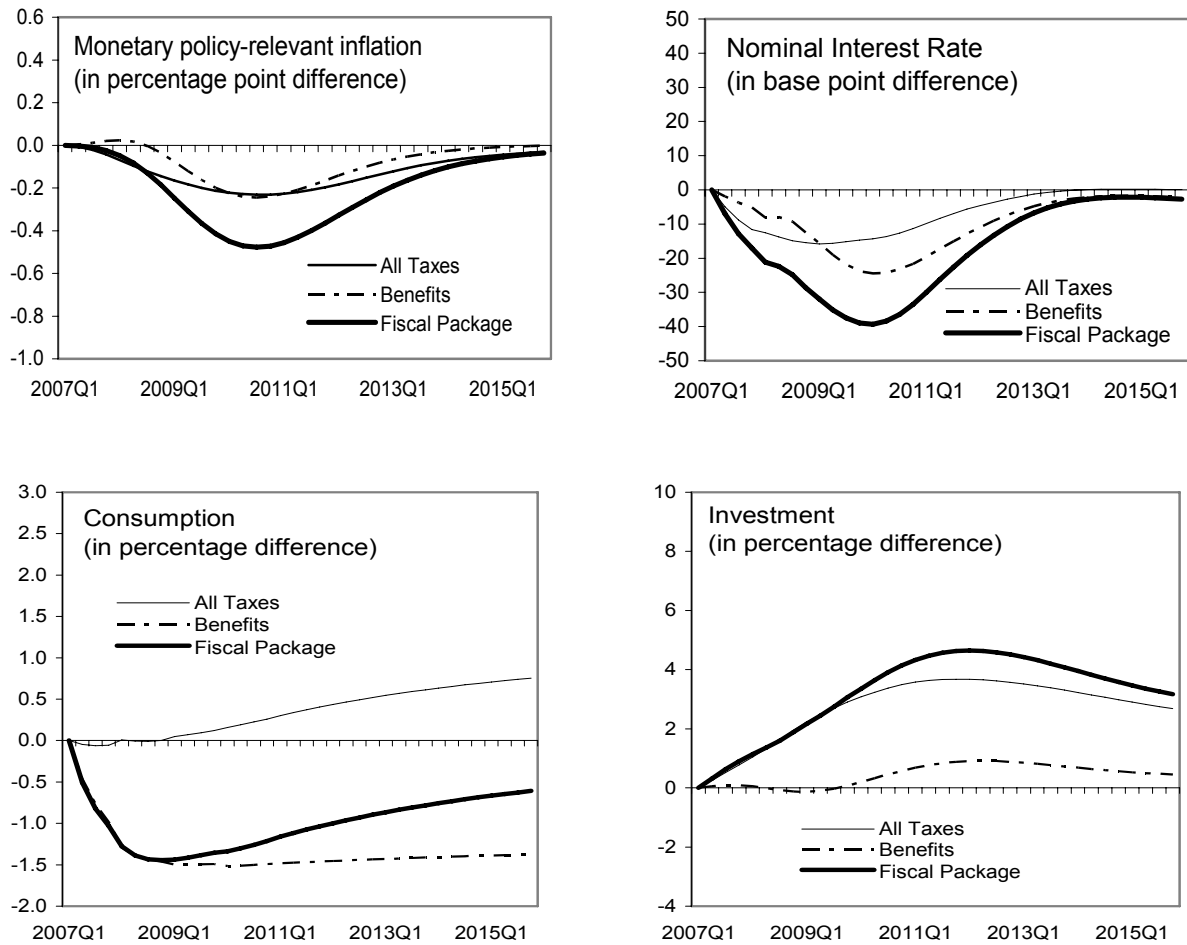 Monetary policy-relevant inflation
(in percentage point difference)
0.6
0.4
0.2
0.0
-0.2
-0.4
-0.6
-0.8
-1.0
All Taxes
Benefits
Fiscal Package
2007Q1 2009Q1 2011Q1 2013Q1 2015Q1
Nominal Interest Rate
(in base point difference)
50
40
30
20
10
0
-10
-20
-30
-40
-50
All Taxes
Benefits
Fiscal Package
2007Q1 2009Q1 2011Q1 2013Q1 2015Q1
Consumption
(in percentage difference)
3.0
2.5
2.0
1.5
1.0
0.5
0.0
-0.5
-1.0
-1.5
-2.0
All Taxes
Benefits
Fiscal Package
2007Q1 2009Q1 2011Q1 2013Q1 2015Q1
Investment
(in percentage difference)
10
8
6
4
2
0
-2
-4
All Taxes
Benefits
Fiscal Package
2007Q1 2009Q1 2011Q1 2013Q1 2015Q1